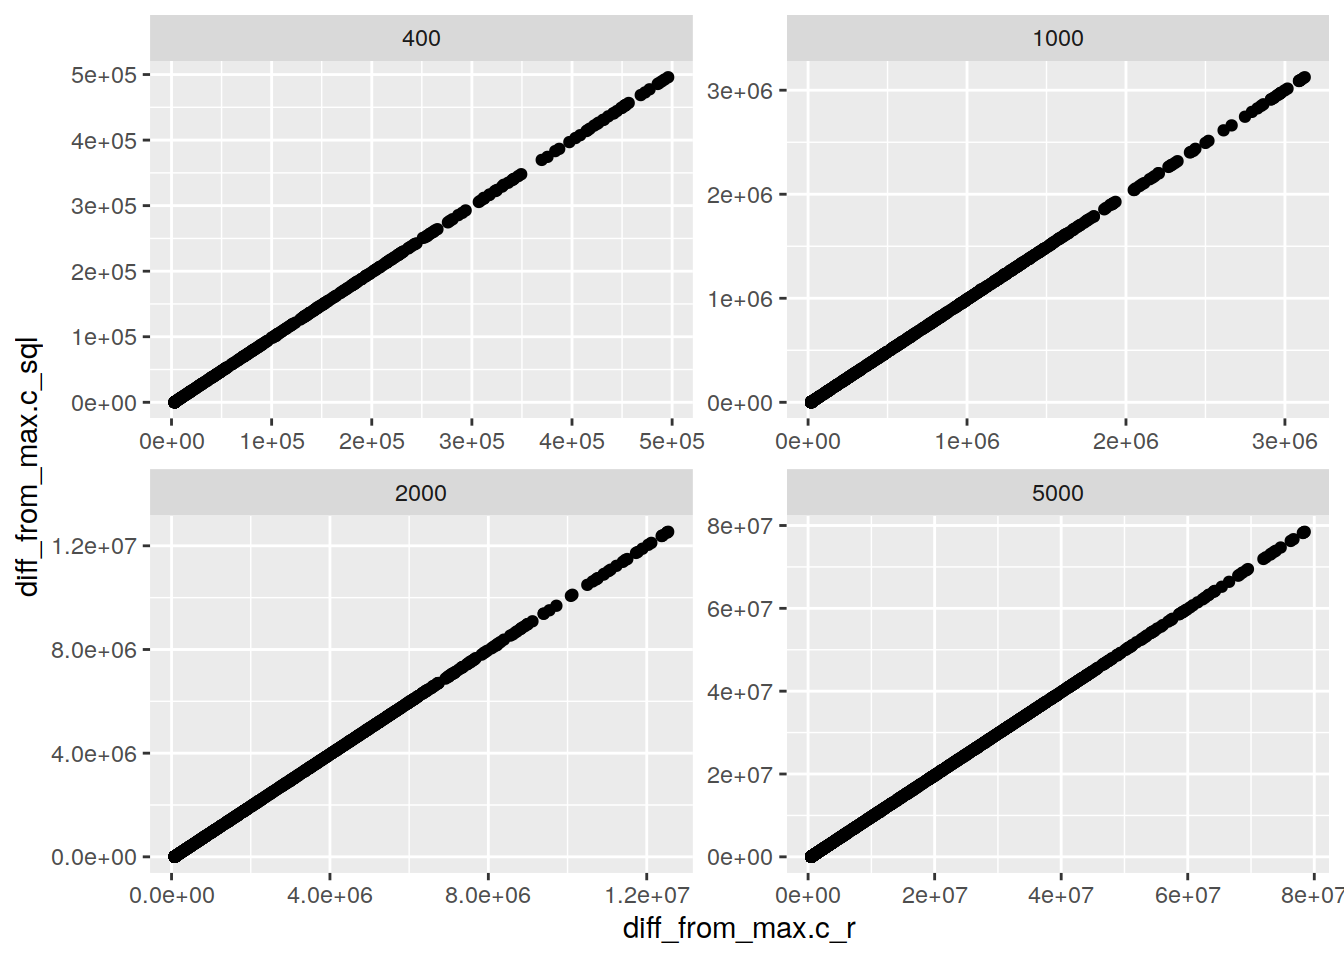 400
1000
5e+05
4e+05
3e+05
2e+05
1e+05
0e+00
0e+00 1e+05 2e+05 3e+05 4e+05 5e+05
3e+06
2e+06
1e+06
0e+00
0e+00 1e+06 2e+06 3e+06
diff_from_max.c_sql
2000
5000
1.2e+07
8.0e+06
4.0e+06
0.0e+00
0.0e+00 4.0e+06 8.0e+06 1.2e+07
8e+07
6e+07
4e+07
2e+07
0e+00
0e+00 2e+07 4e+07 6e+07 8e+07
diff_from_max.c_r